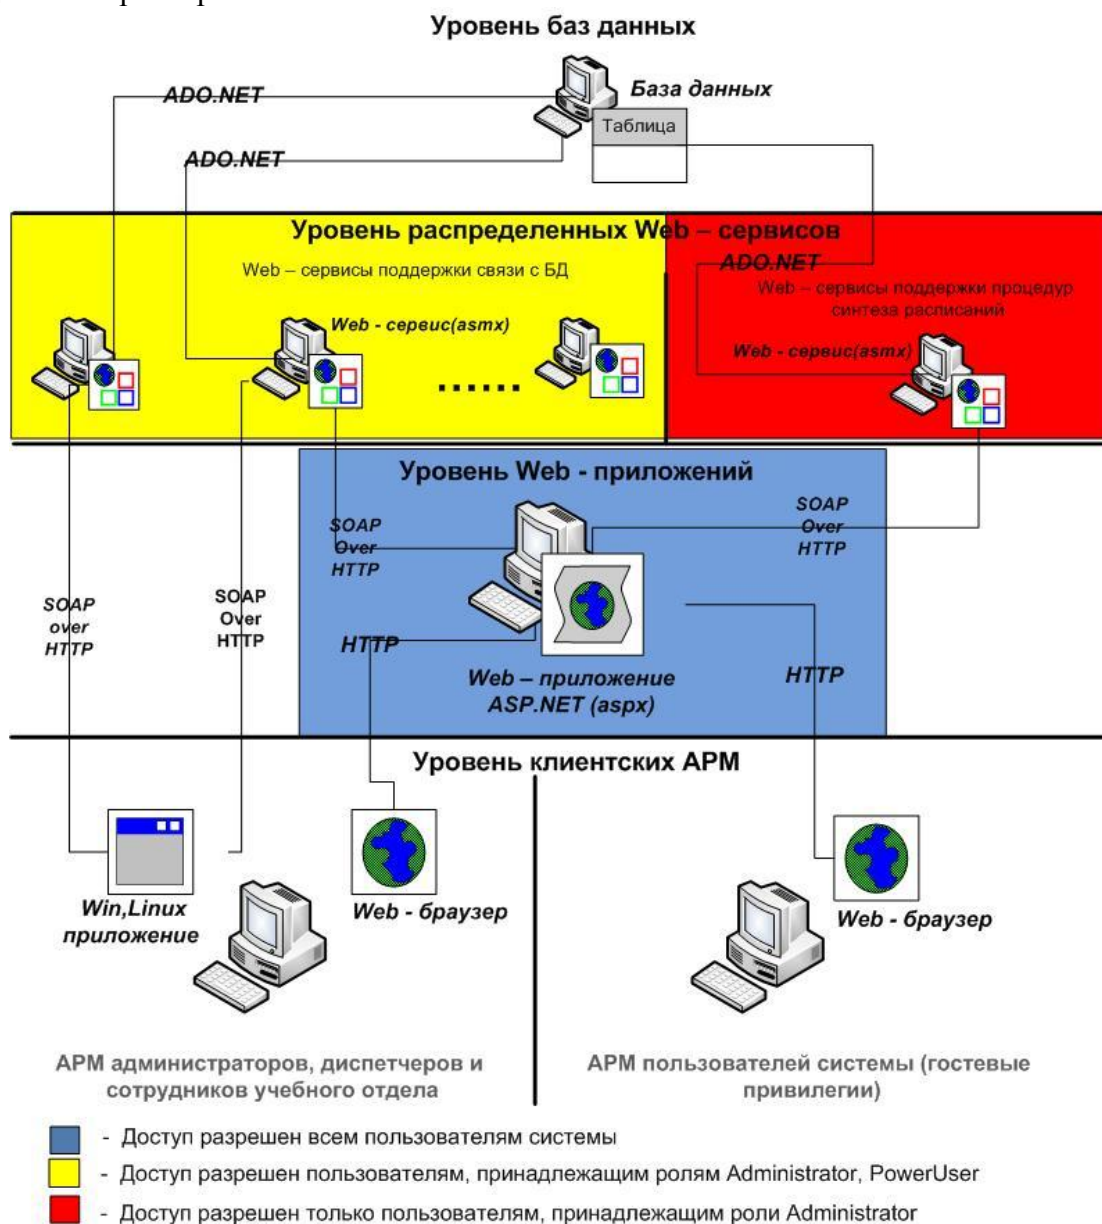 Уровень баз данных
ADO.NET
База данных
Таблица
ADO.NET
Уровень распределенных Web – сервисов
Web – сервисы поддержки связи с БД
ADO.NET
Web – сервисы поддержки процедур
синтеза расписаний
Web - сервис(asmx)
Web - сервис(asmx)
......
Уровень Web - приложений
SOAP
Over
HTTP
SOAP
Over
HTTP
SOAP
over
HTTP
SOAP
Over
HTTP
HTTP
HTTP
Web – приложение
ASP.NET (aspx)
Уровень клиентских АРМ
Win,Linux
приложение
Web - браузер
Web - браузер
АРМ администраторов, диспетчеров и
сотрудников учебного отдела
АРМ пользователей системы (гостевые
привилегии)
- Доступ разрешен всем пользователям системы
- Доступ разрешен пользователям, принадлежащим ролям Administrator, PowerUser
- Доступ разрешен только пользователям, принадлежащим роли Administrator